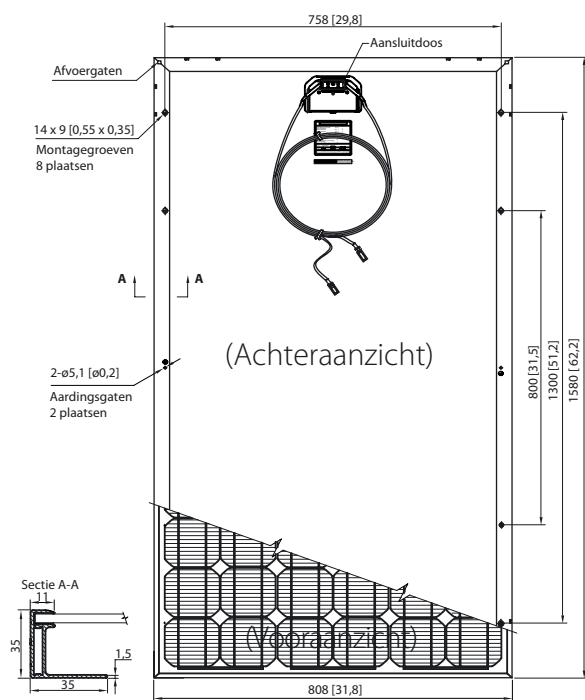 758 [29,8]
Aansluitdoos
Afvoergaten
14 x 9 [0,55 x 0,35]
Montagegroeven
8 plaatsen
A
A
(Achteraanzicht)
2-ø5,1 [ø0,2]
Aardingsgaten
2 plaatsen
800 [31,5]
1300 [51,2]
1580 [62,2]
Sectie A-A
11
35
1,5
35
(Vooraanzicht)
808 [31,8]